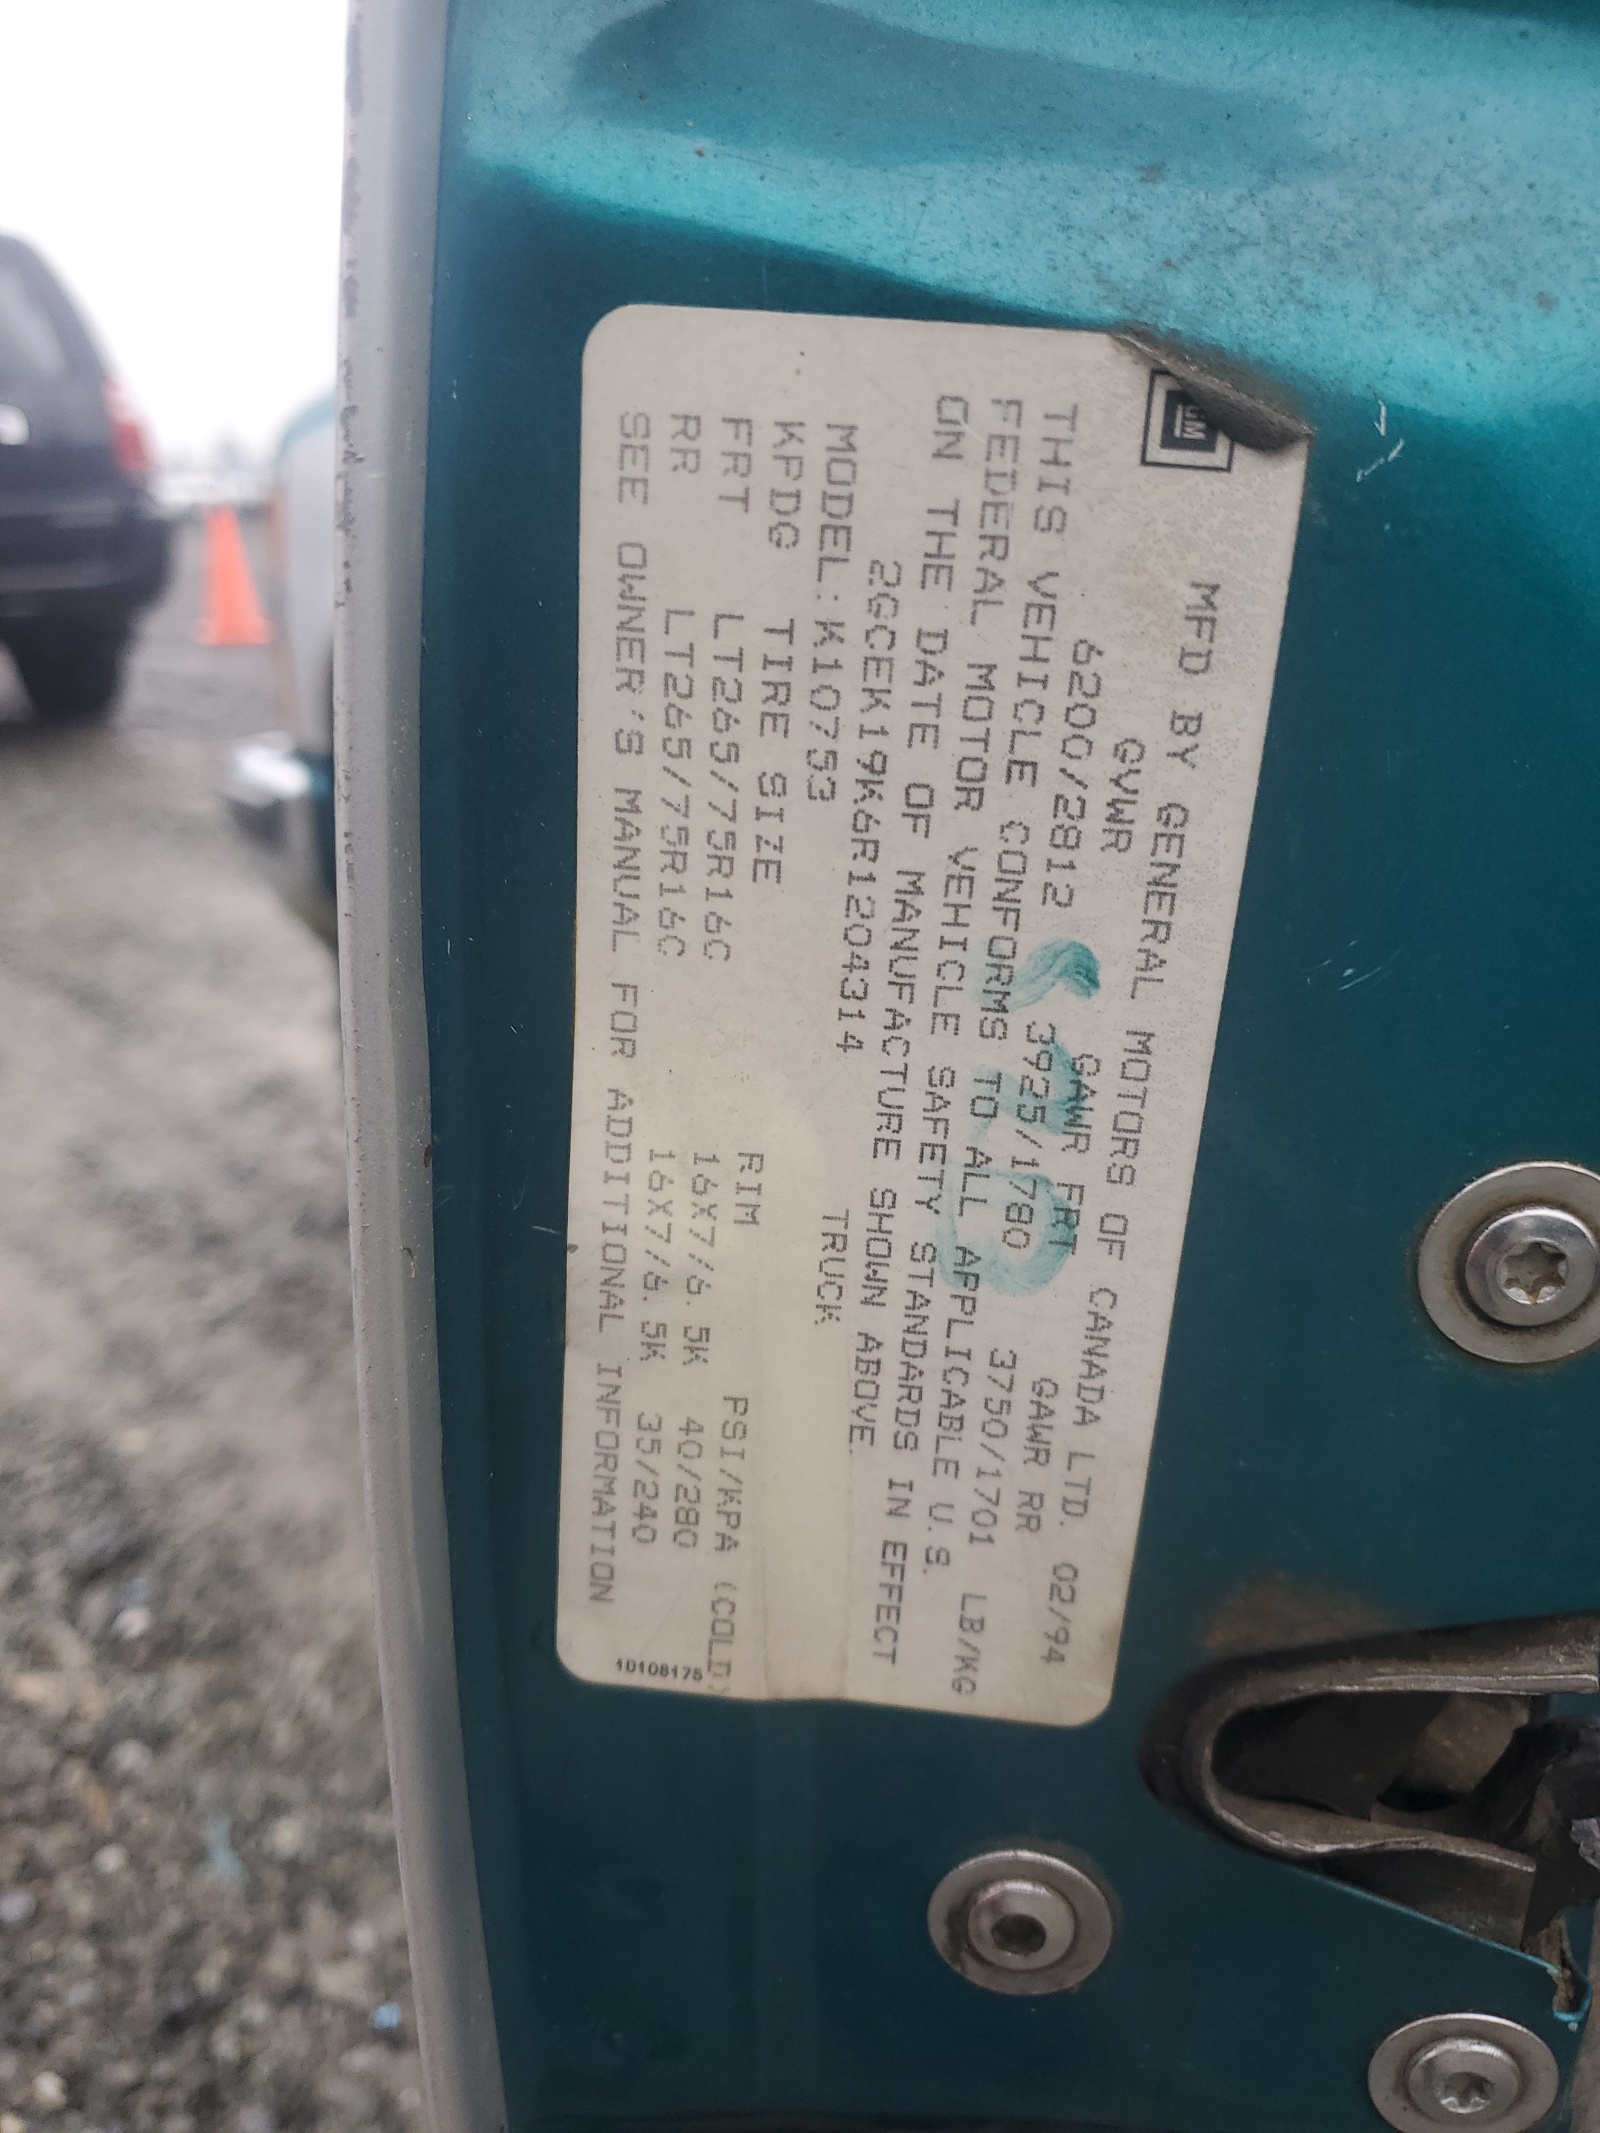 GM
MFD BY GENERAL MOTORS OF CANADA LTD. 02/94
GVWR GAWR FRT GAWR RR
6200/2812 3925/1780 3750/1701 LB/KG
THIS VEHICLE CONFORMS TO ALL APPLICABLE U.S.
FEDERAL MOTOR VEHICLE SAFETY STANDARDS IN EFFECT
ON THE DATE OF MANUFACTURE SHOWN ABOVE.
2GCEK19K6R1204314 TRUCK
MODEL: K10753
KPDG TIRE SIZE RIM PSI/KPA (COLD)
FRT LT265/75R16C 16X7/6.5K 40/280
RR LT265/75R16C 16X7/6.5K 35/240
SEE OWNER'S MANUAL FOR ADDITIONAL INFORMATION
10108175